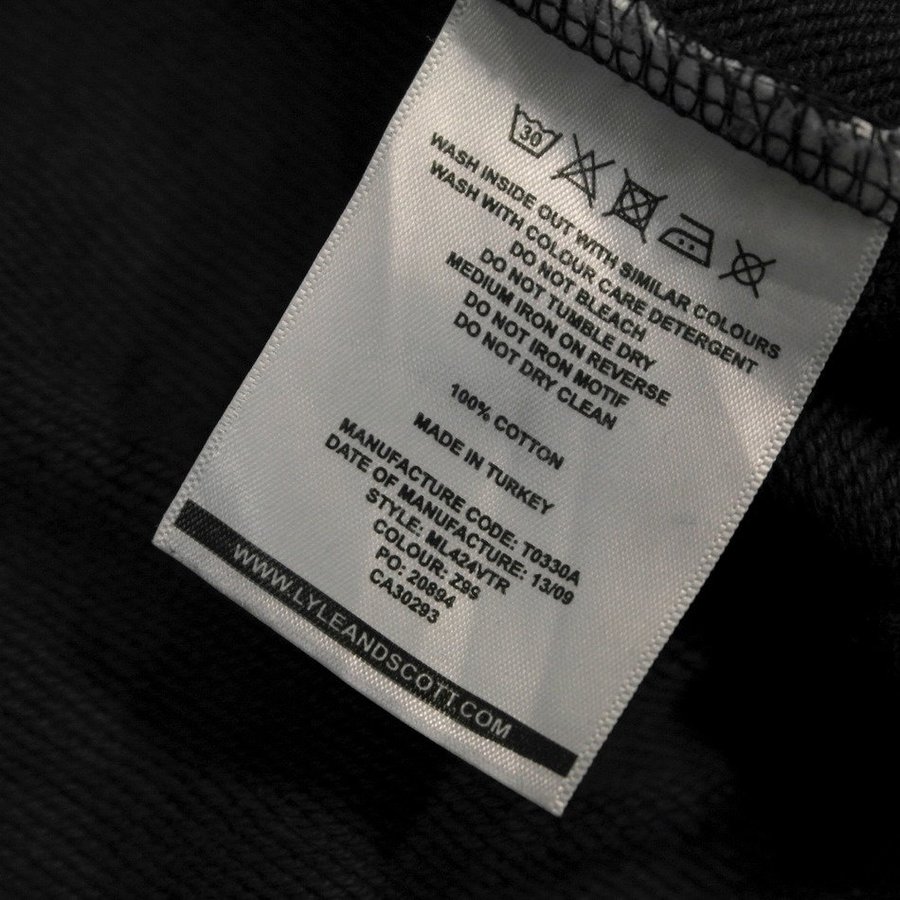 30
WASH INSIDE OUT WITH SIMILAR COLOURS
WASH WITH COLOUR CARE DETERGENT
DO NOT BLEACH
DO NOT TUMBLE DRY
MEDIUM IRON ON REVERSE
DO NOT IRON MOTIF
DO NOT DRY CLEAN
100% COTTON
MADE IN TURKEY
MANUFACTURE CODE: T0330A
DATE OF MANUFACTURE: 13/09
STYLE: ML424VTR
COLOUR: Z99
PO: 20894
CA30293
WWW.LYLEANDSCOTT.COM